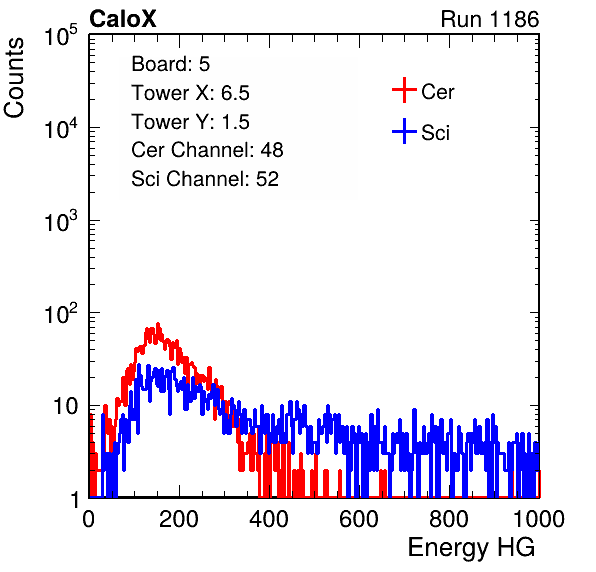 CaloX Run 1186
Counts
10^5
10^4
10^3
10^2
10
1
Board: 5
Tower X: 6.5
Tower Y: 1.5
Cer Channel: 48
Sci Channel: 52
Cer
Sci
0 200 400 600 800 1000
Energy HG